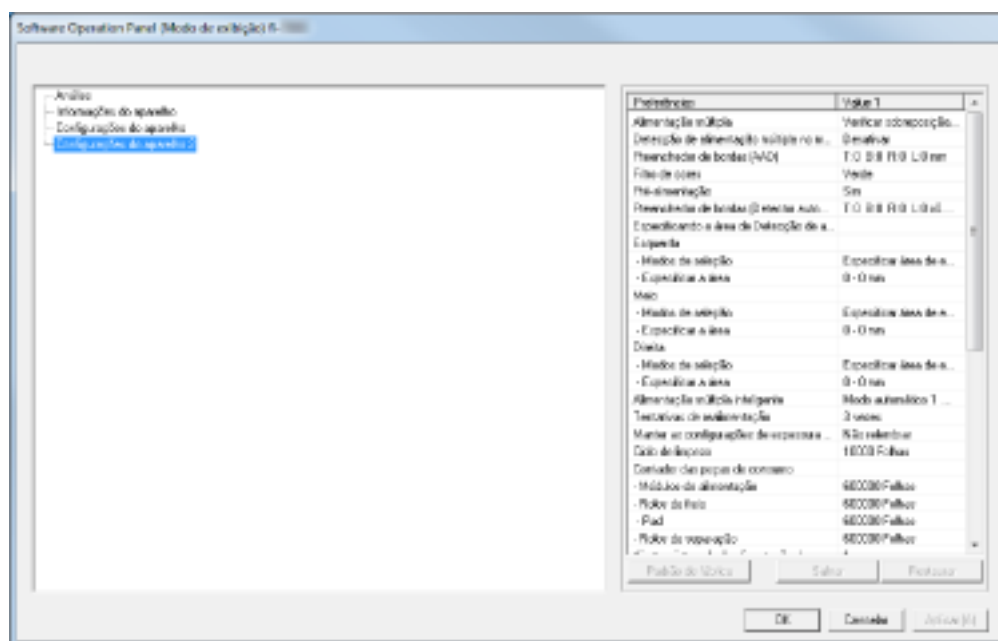 Software Operation Panel (Modo de exibição) fi-
Análise
Informações do aparelho
Configurações do aparelho
Configurações do aparelho 2
Preferências Value 1
Alimentação múltipla Verificar sobreposição...
Detecção de alimentação múltipla no m... Desativar
Preenchedor de bordas (AAD) T:0 B:0 R:0 L:0 mm
Filtro de cores Verde
Pré-alimentação Sim
Preenchedor de bordas (Detector auto... T:0 B:0 R:0 L:0
Especificando a área de Detecção de a...
Esquerda
- Modos de seleção Especificar área de a...
- Especificar a área 0 - 0 mm
Meio
- Modos de seleção Especificar área de a...
- Especificar a área 0 - 0 mm
Direita
- Modos de seleção Especificar área de a...
- Especificar a área 0 - 0 mm
Alimentação múltipla inteligente Modo automático 1 ...
Tentativas de realimentação 3 vezes
Manter as configurações de espessura ... Não relembrar
Ciclo de limpeza 10000 Folhas
Contador das peças de consumo
- Módulos de alimentação 600000 Folhas
- Rolor de freio 600000 Folhas
- Pad 600000 Folhas
- Rolor de separação 600000 Folhas
Padrão de fábrica Salvar Restaurar
OK Cancelar Aplicar(A)